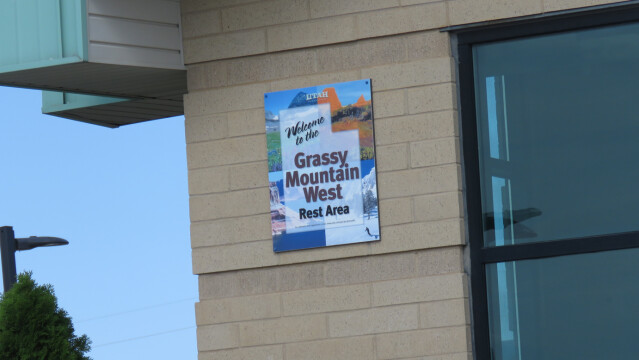 UTAH
Welcome
to the
Grassy
Mountain
West
Rest Area